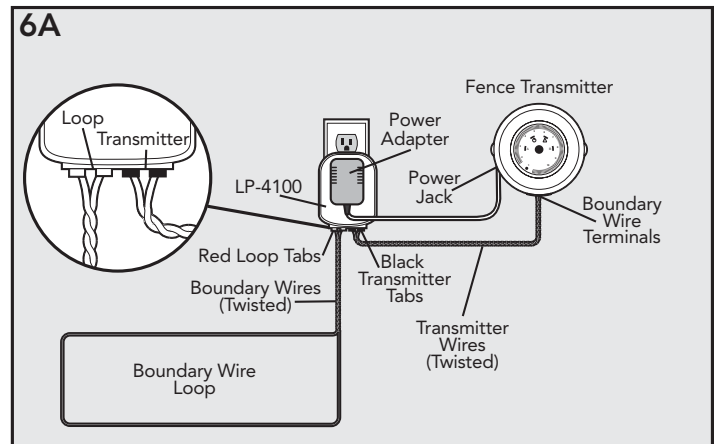 6A
Fence Transmitter
Loop
Transmitter
Power
Adapter
LP-4100
Power
Jack
Boundary
Wire
Terminals
Red Loop Tabs
Black
Transmitter
Tabs
Boundary Wires
(Twisted)
Transmitter
Wires
(Twisted)
Boundary Wire
Loop